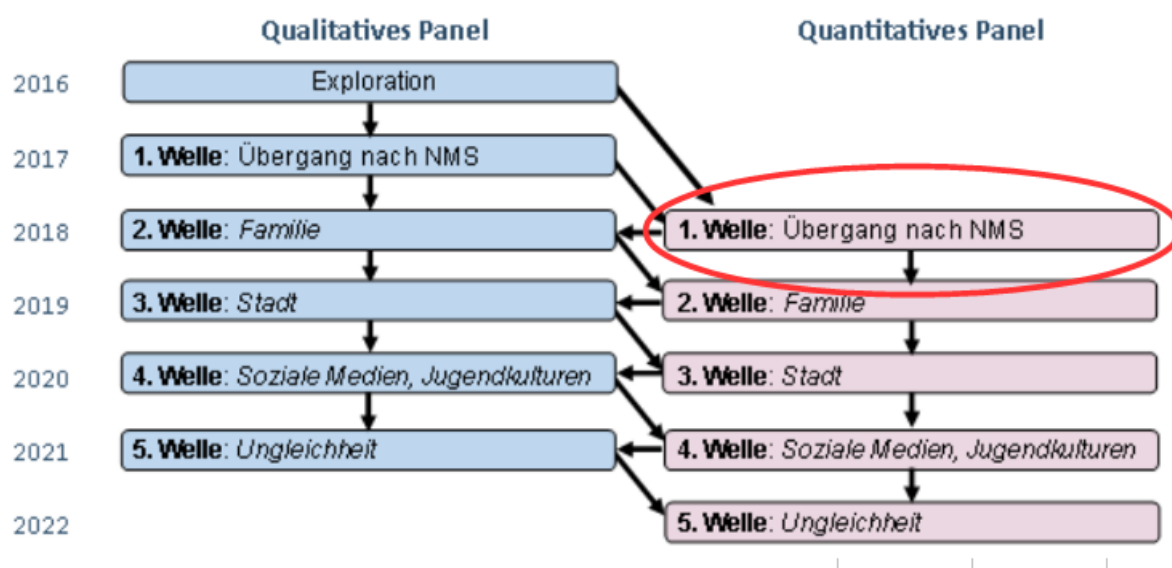 Qualitatives Panel Quantitatives Panel
2016 Exploration
2017 1. Welle: Übergang nach NMS
2018 2. Welle: Familie 1. Welle: Übergang nach NMS
2019 3. Welle: Stadt 2. Welle: Familie
2020 4. Welle: Soziale Medien, Jugendkulturen 3. Welle: Stadt
2021 5. Welle: Ungleichheit 4. Welle: Soziale Medien, Jugendkulturen
2022 5. Welle: Ungleichheit